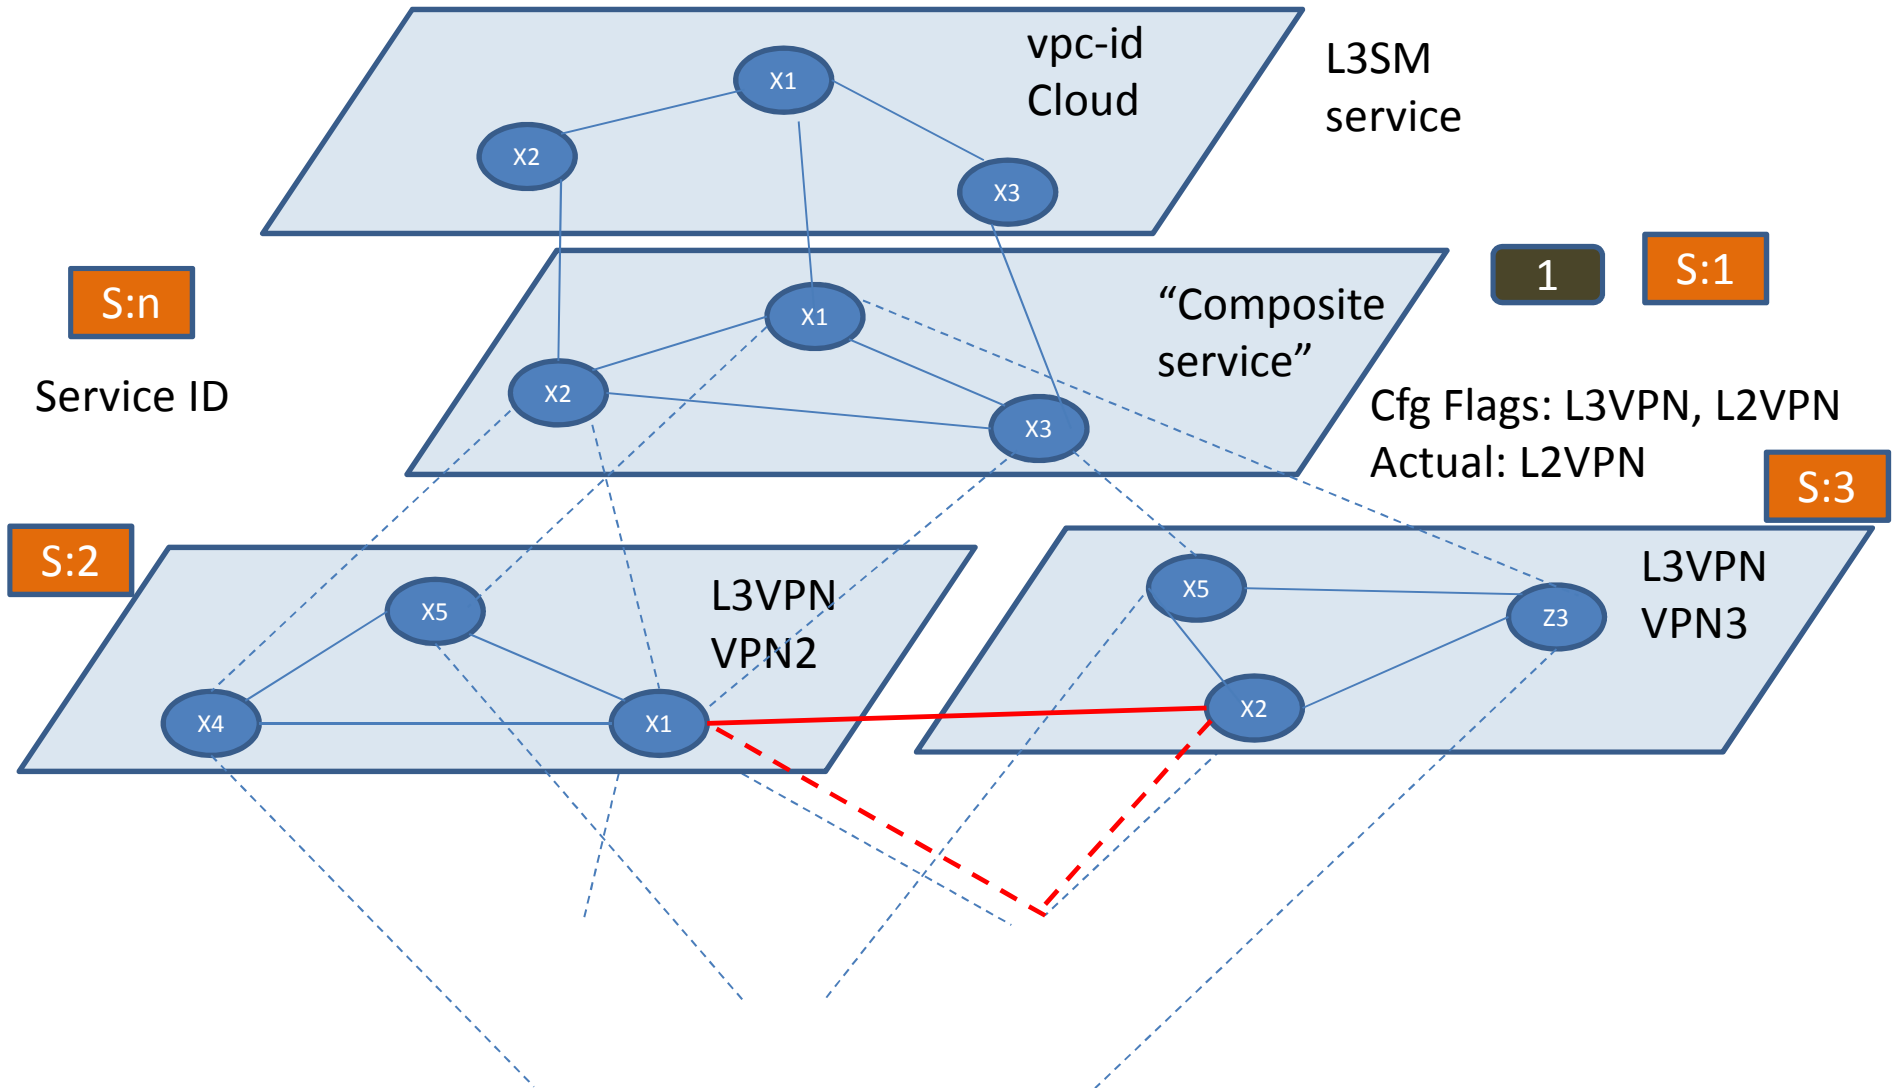 vpc-id
Cloud
L3SM
service
X1
X2
X3
S:n
Service ID
1
S:1
“Composite
service”
X1
X2
X3
Cfg Flags: L3VPN, L2VPN
Actual: L2VPN
S:3
S:2
L3VPN
VPN2
X5
X4
X1
L3VPN
VPN3
X5
Z3
X2